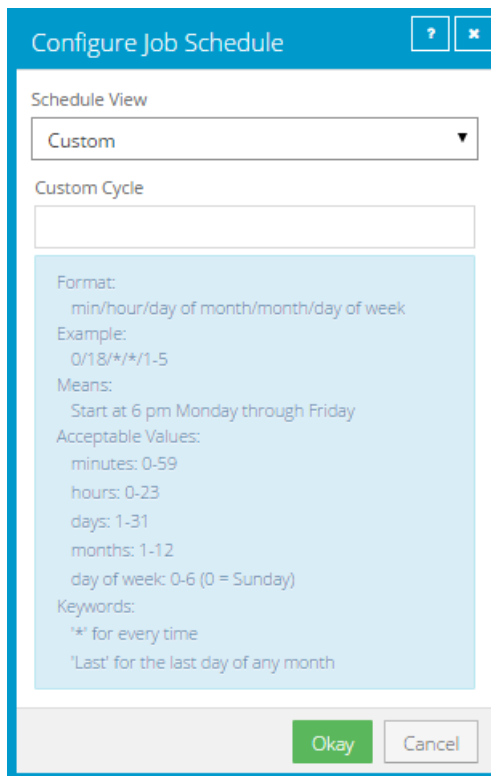 Configure Job Schedule
?
×
Schedule View
Custom
Custom Cycle
Format:
min/hour/day of month/month/day of week
Example:
0/18/*/*/1-5
Means:
Start at 6 pm Monday through Friday
Acceptable Values:
minutes: 0-59
hours: 0-23
days: 1-31
months: 1-12
day of week: 0-6 (0 = Sunday)
Keywords:
'*' for every time
'Last' for the last day of any month
Okay
Cancel